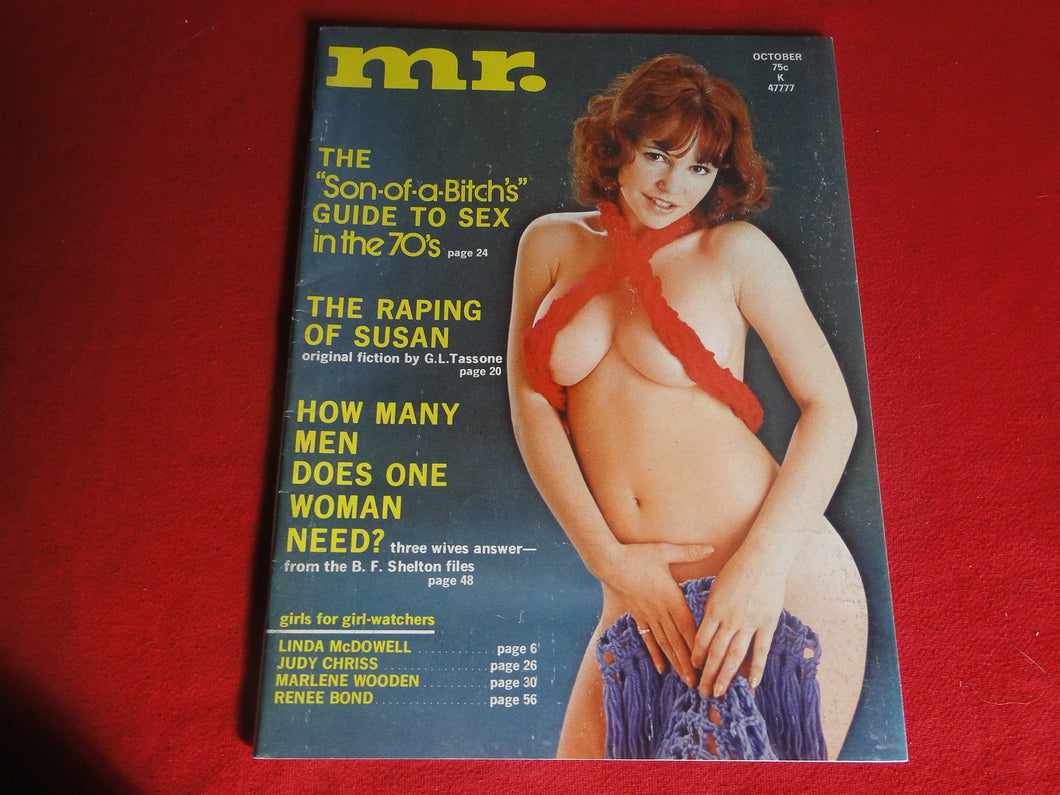 mr.
OCTOBER
75c
K
47777
THE
“Son-of-a-Bitch's”
GUIDE TO SEX
in the 70's page 24
THE RAPING
OF SUSAN
original fiction by G.L.Tassone
page 20
HOW MANY
MEN
DOES ONE
WOMAN
NEED? three wives answer—
from the B. F. Shelton files
page 48
girls for girl-watchers
LINDA McDOWELL .......... page 6
JUDY CHRISS .............. page 26
MARLENE WOODEN ......... page 30
RENEE BOND .............. page 56